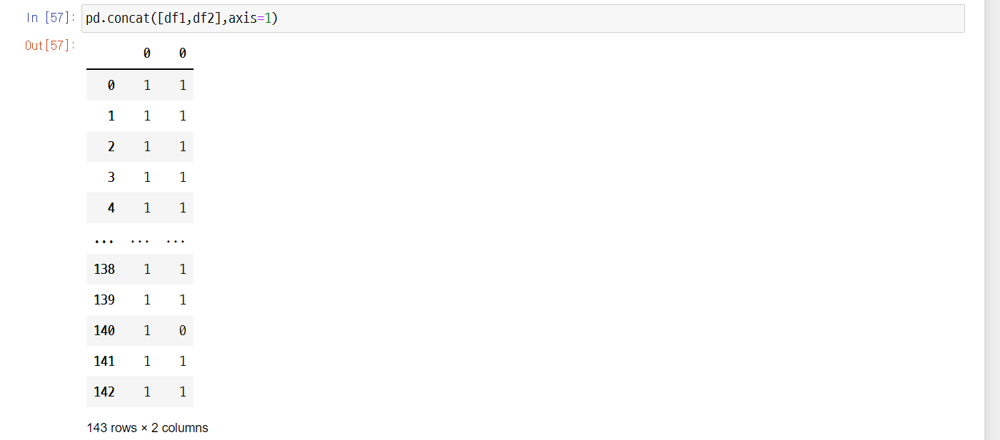 In [57]: pd.concat([df1,df2],axis=1)
Out[57]:
0 0
0 1 1
1 1 1
2 1 1
3 1 1
4 1 1
... ... ...
138 1 1
139 1 1
140 1 0
141 1 1
142 1 1
143 rows × 2 columns